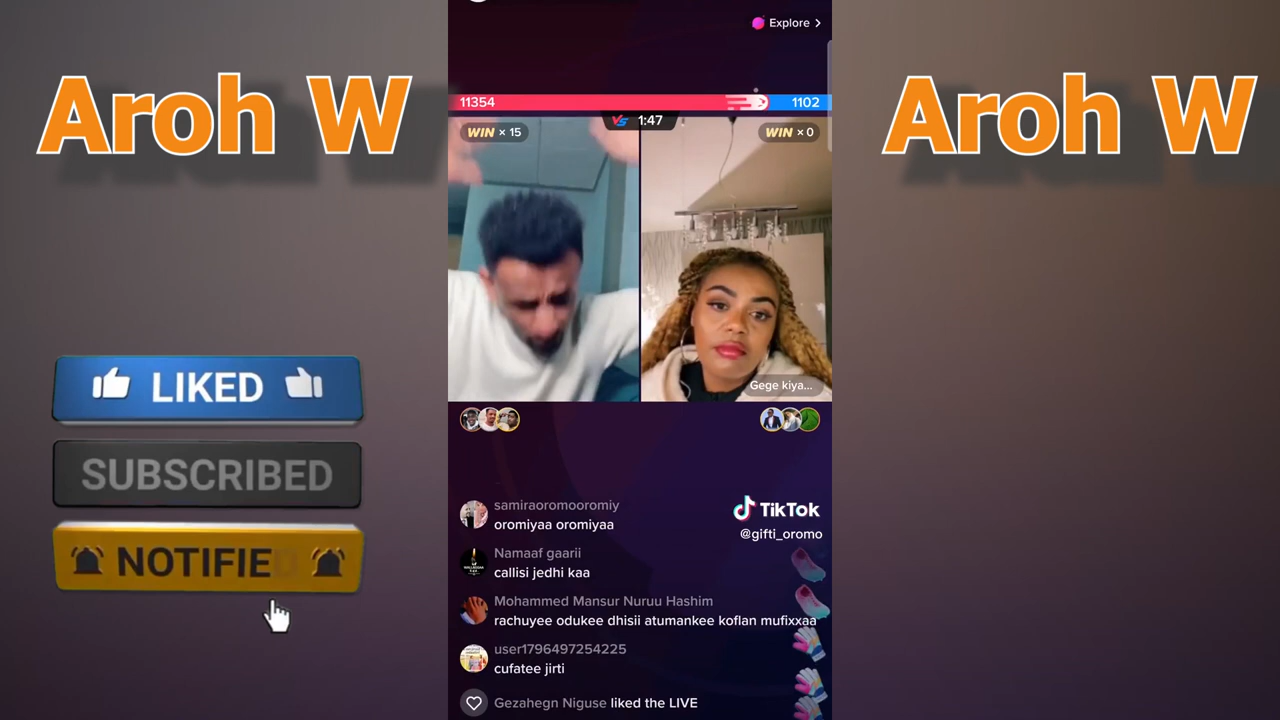 Aroh W
Aroh W
Explore >
11354
1102
VS 1:47
WIN × 15
WIN × 0
Gege kiya...
LIKED
SUBSCRIBED
NOTIFIED
samiraoromooromiy
oromiyaa oromiyaa
TikTok
@gifti_oromo
Namaaf gaarii
callisi jedhi kaa
Mohammed Mansur Nuruu Hashim
rachuyee odukee dhisii atumankee koflan mufixxaa
user1796497254225
cufatee jirti
Gezahegn Niguse liked the LIVE